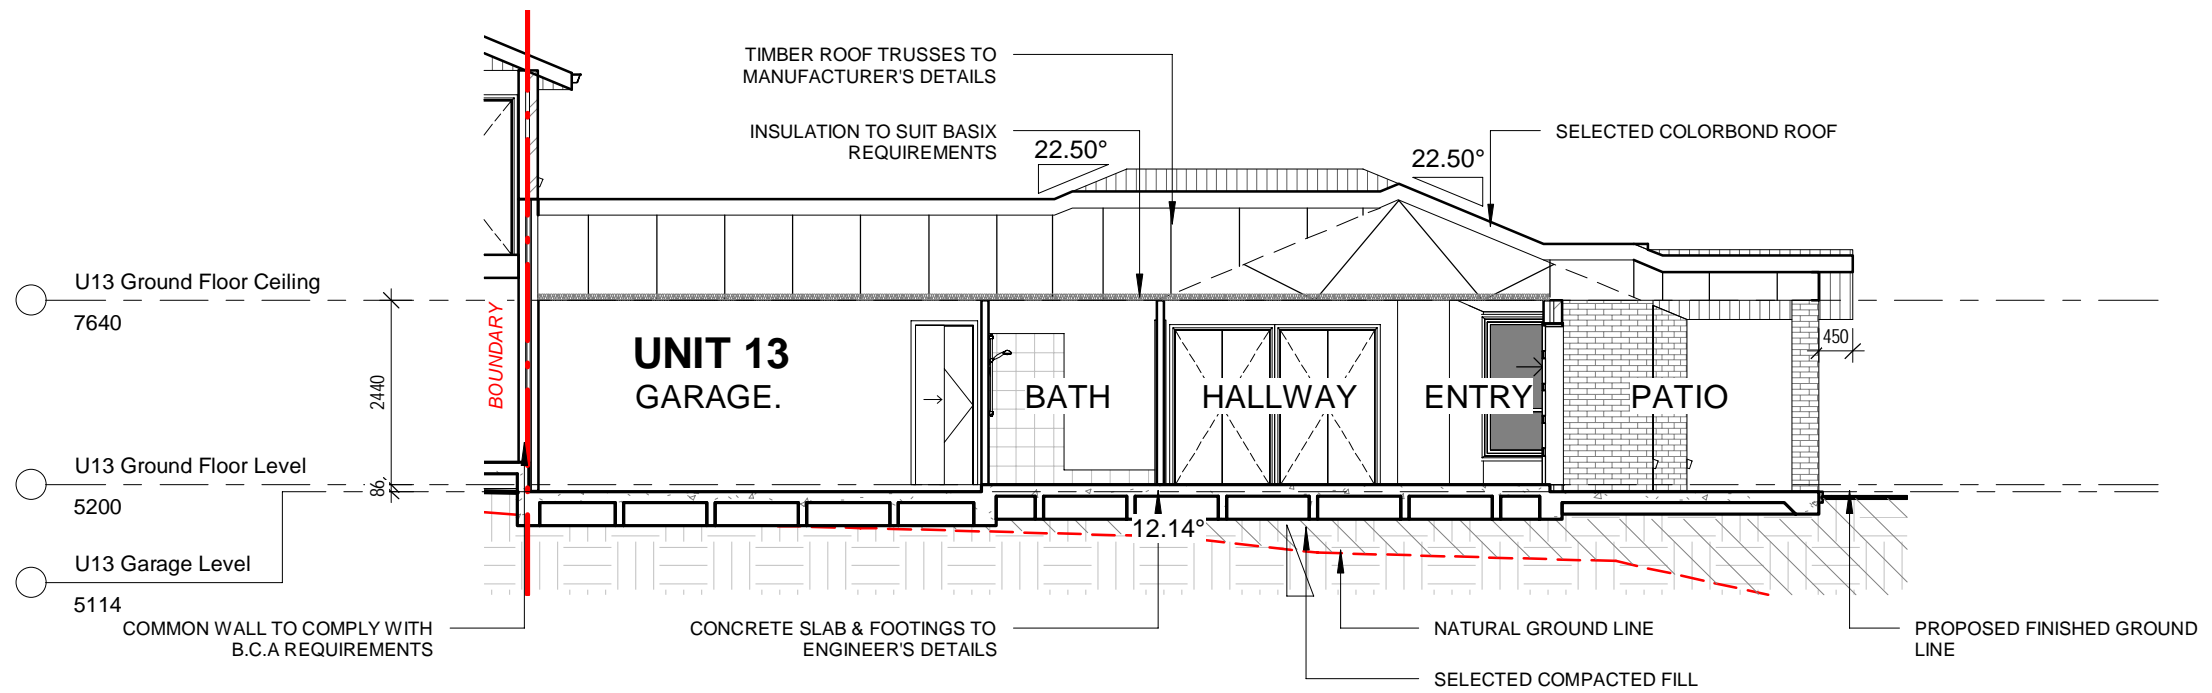 TIMBER ROOF TRUSSES TO
MANUFACTURER'S DETAILS
INSULATION TO SUIT BASIX
REQUIREMENTS
22.50°
22.50°
SELECTED COLORBOND ROOF
U13 Ground Floor Ceiling
7640
BOUNDARY
2440
UNIT 13
GARAGE.
BATH
HALLWAY
ENTRY
PATIO
450
U13 Ground Floor Level
5200
86
U13 Garage Level
5114
12.14°
COMMON WALL TO COMPLY WITH
B.C.A REQUIREMENTS
CONCRETE SLAB & FOOTINGS TO
ENGINEER'S DETAILS
NATURAL GROUND LINE
SELECTED COMPACTED FILL
PROPOSED FINISHED GROUND
LINE